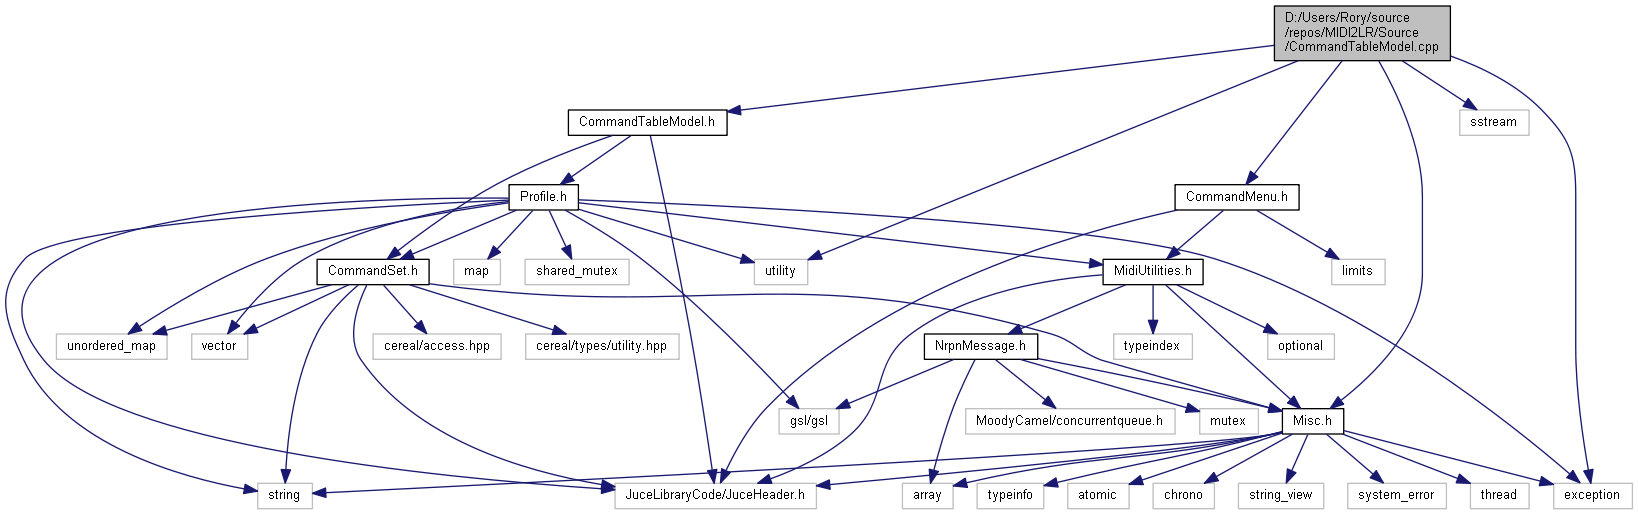 D:/Users/Rory/source
/repos/MIDI2LR/Source
/CommandTableModel.cpp
CommandTableModel.h
sstream
Profile.h
CommandMenu.h
CommandSet.h
map
shared_mutex
utility
MidiUtilities.h
limits
unordered_map
vector
cereal/access.hpp
cereal/types/utility.hpp
NrpnMessage.h
typeindex
optional
gsl/gsl
MoodyCamel/concurrentqueue.h
mutex
Misc.h
string
JuceLibraryCode/JuceHeader.h
array
typeinfo
atomic
chrono
string_view
system_error
thread
exception